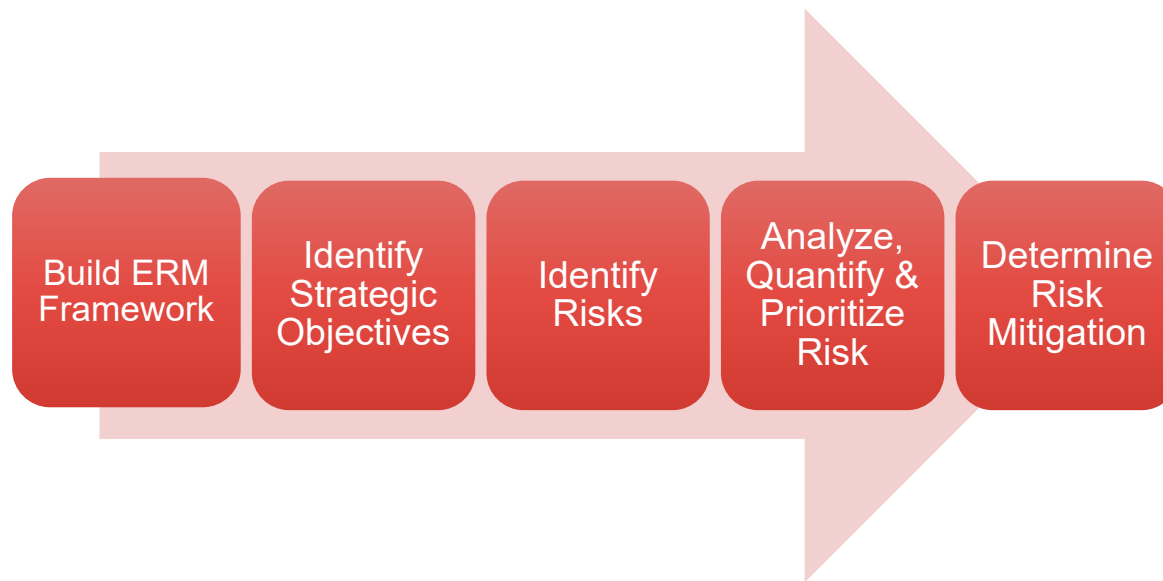 Build ERM
Framework
Identify
Strategic
Objectives
Identify
Risks
Analyze,
Quantify &
Prioritize
Risk
Determine
Risk
Mitigation